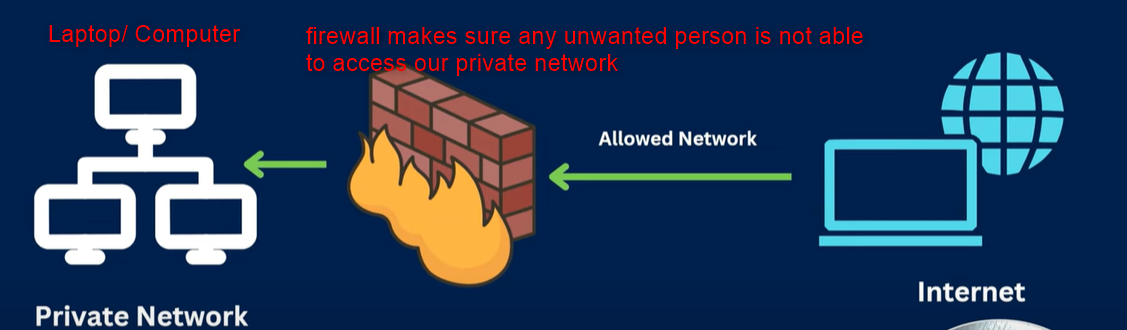 Laptop/ Computer
firewall makes sure any unwanted person is not able
to access our private network
Allowed Network
Internet
Private Network